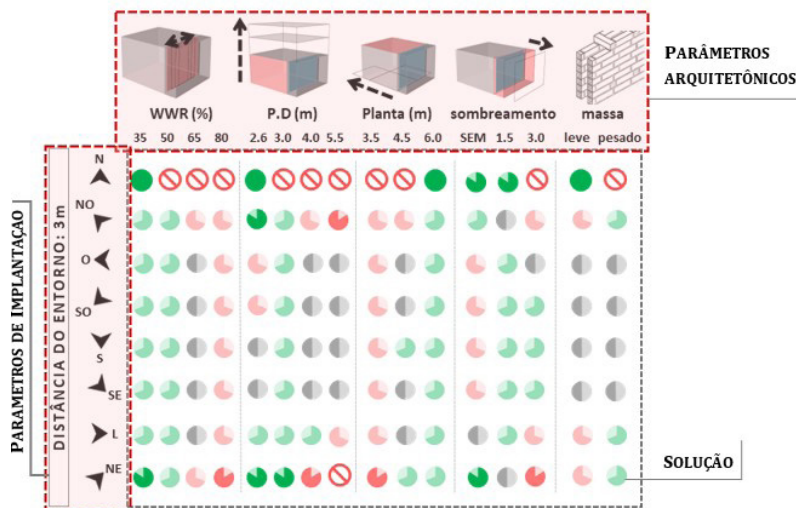 PARÂMETROS
ARQUITETÔNICOS
WWR (%) P.D (m) Planta (m) sombreamento massa
35 50 65 80 2.6 3.0 4.0 5.5 3.5 4.5 6.0 SEM 1.5 3.0 leve pesado
PARAMETROS DE IMPLANTAÇAO
DISTÂNCIA DO ENTORNO: 3m
N
NO
O
SO
S
SE
L
NE
SOLUÇÃO